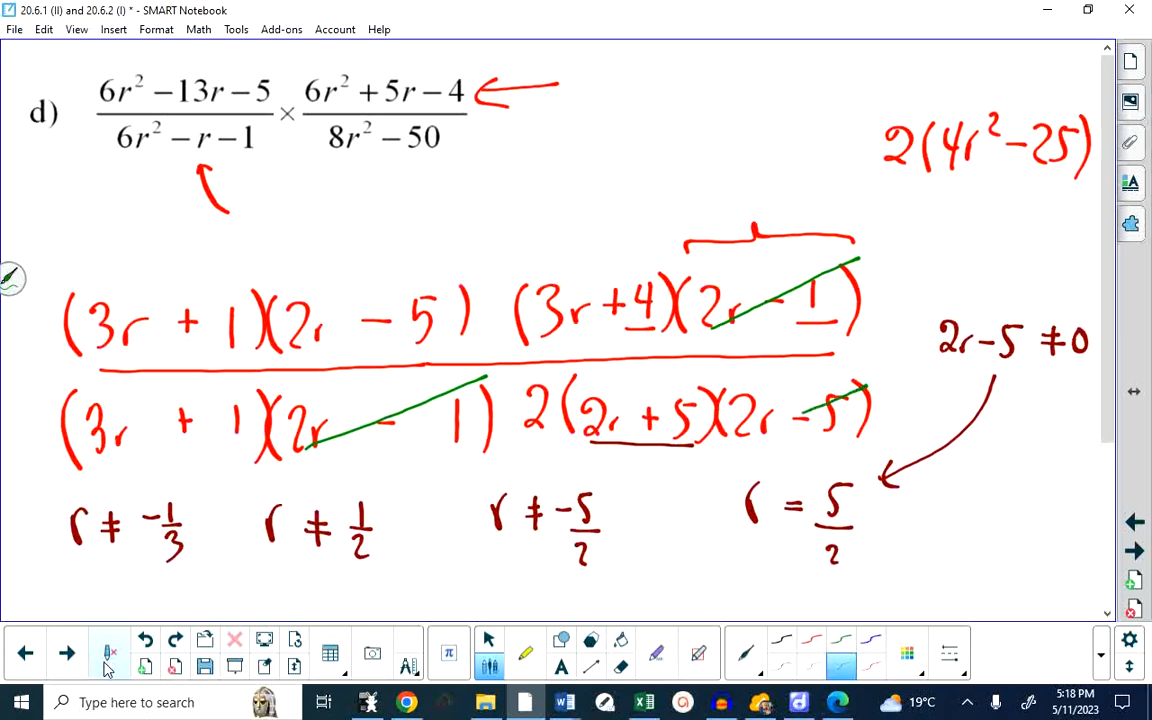 20.6.1 (II) and 20.6.2 (I) * - SMART Notebook
File Edit View Insert Format Math Tools Add-ons Account Help
d) (6r² − 13r − 5)/(6r² − r − 1) × (6r² + 5r − 4)/(8r² − 50)
2(4r² − 25)
(3r + 1)(2r − 5) (3r + 4)(2r − 1)
(3r + 1)(2r − 1) 2(2r + 5)(2r − 5)
2r − 5 ≠ 0
r ≠ −1/3 r ≠ 1/2 r ≠ −5/2 r = 5/2
π A
Type here to search
19°C
5:18 PM
5/11/2023